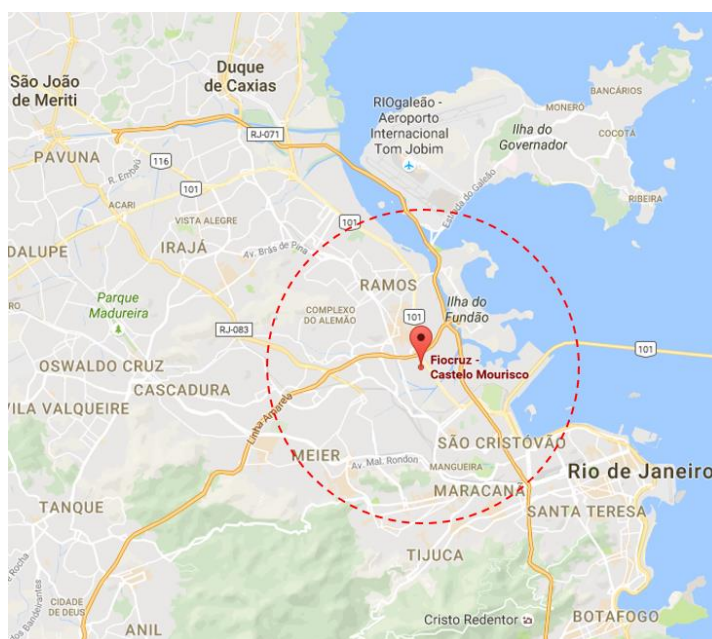 São João
de Meriti
Duque
de Caxias
RJ-071
PAVUNA
116
R. Embaú
101
ACARI
VISTA ALEGRE
101
DALUPE
IRAJÁ
Av. Brás de Pina
RIOgaleão -
Aeroporto
Internacional
Tom Jobim
Estrada do Galeão
MONERÓ
BANCÁRIOS
Ilha do
Governador
COCOTÁ
RIBEIRA
Parque
Madureira
RJ-083
COMPLEXO
DO ALEMÃO
RAMOS
101
Ilha do
Fundão
Fiocruz -
Castelo Mourisco
101
OSWALDO CRUZ
CASCADURA
VILA VALQUEIRE
Linha Amarela
MEIER
Av. Mal. Rondon
SÃO CRISTÓVÃO
MANGUEIRA
MARACANÃ
Rio de Janeiro
SANTA TERESA
TANQUE
TIJUCA
de Rocha
dos Bandeirantes
CIDADE
DE DEUS
ANIL
Cristo Redentor
BOTAFOGO